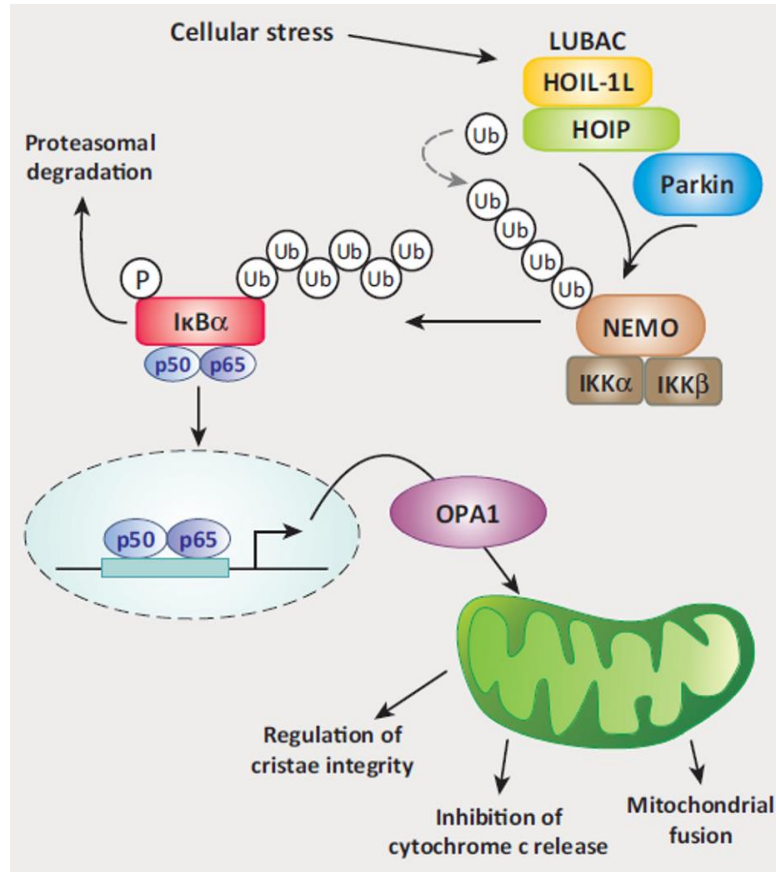 Cellular stress
LUBAC
HOIL-1L
HOIP
Ub
Parkin
Proteasomal
degradation
Ub
Ub
Ub
Ub
P
Ub
Ub
Ub
Ub
Ub
Ub
IκBα
p50 p65
NEMO
IKKα IKKβ
p50 p65
OPA1
Regulation of
cristae integrity
Inhibition of
cytochrome c release
Mitochondrial
fusion